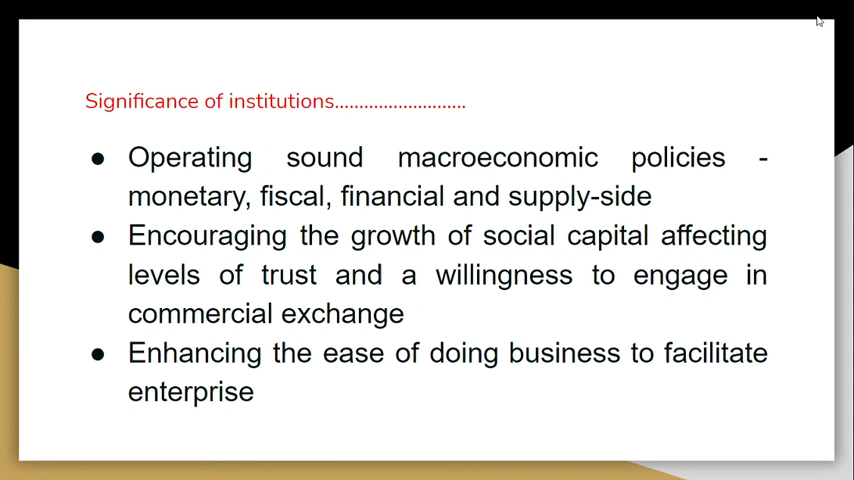 Significance of institutions...........................
● Operating sound macroeconomic policies -
monetary, fiscal, financial and supply-side
● Encouraging the growth of social capital affecting
levels of trust and a willingness to engage in
commercial exchange
● Enhancing the ease of doing business to facilitate
enterprise